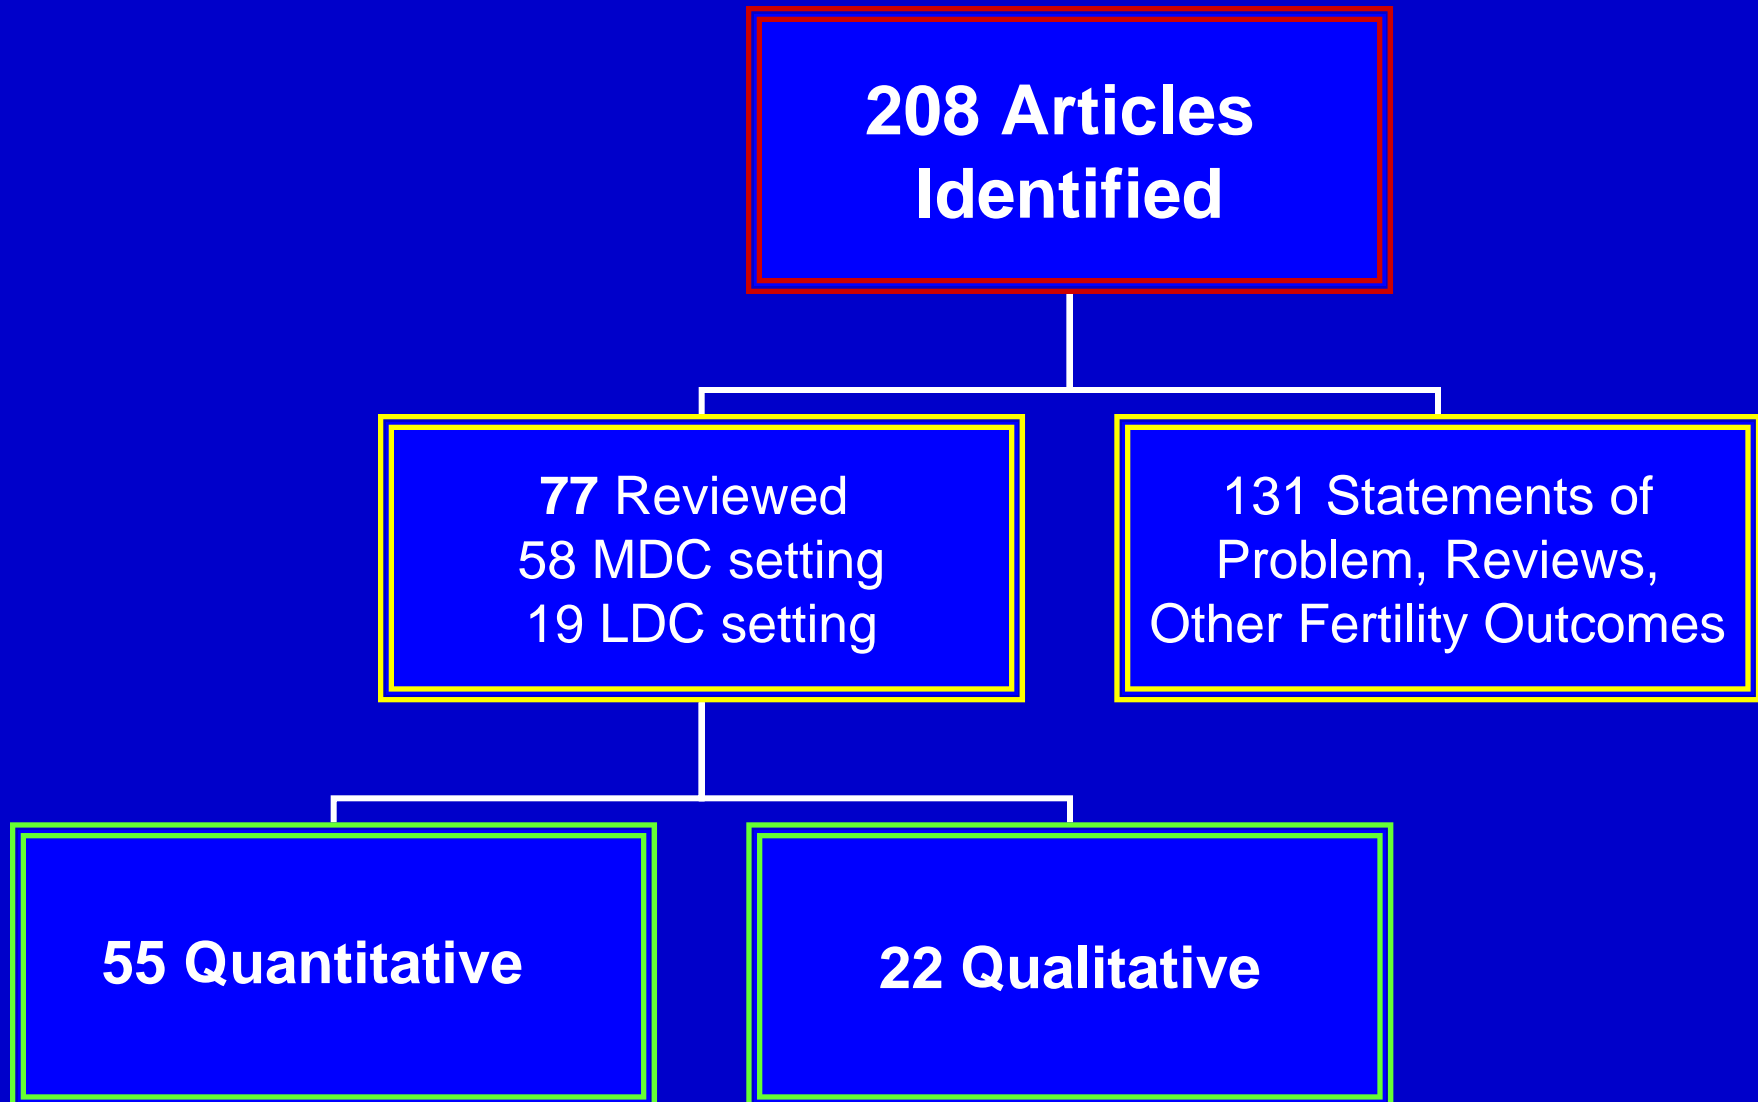 208 Articles
Identified
77 Reviewed
58 MDC setting
19 LDC setting
131 Statements of
Problem, Reviews,
Other Fertility Outcomes
55 Quantitative
22 Qualitative